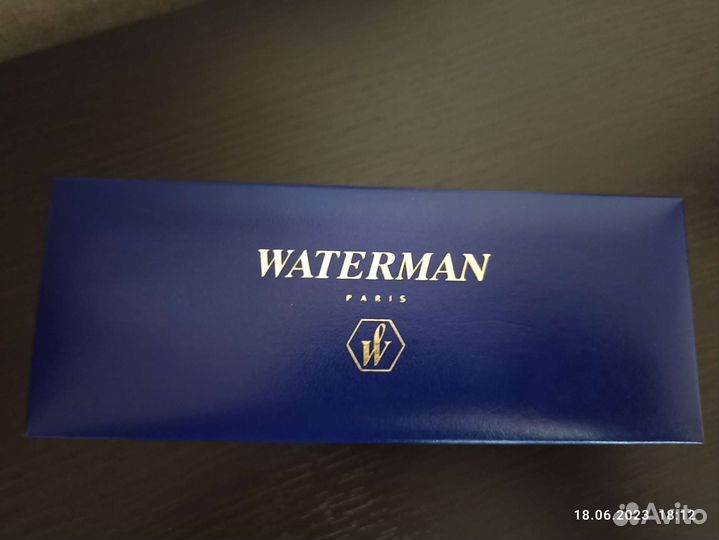 WATERMAN
PARIS
W
18.06.2023 18:12
Avito